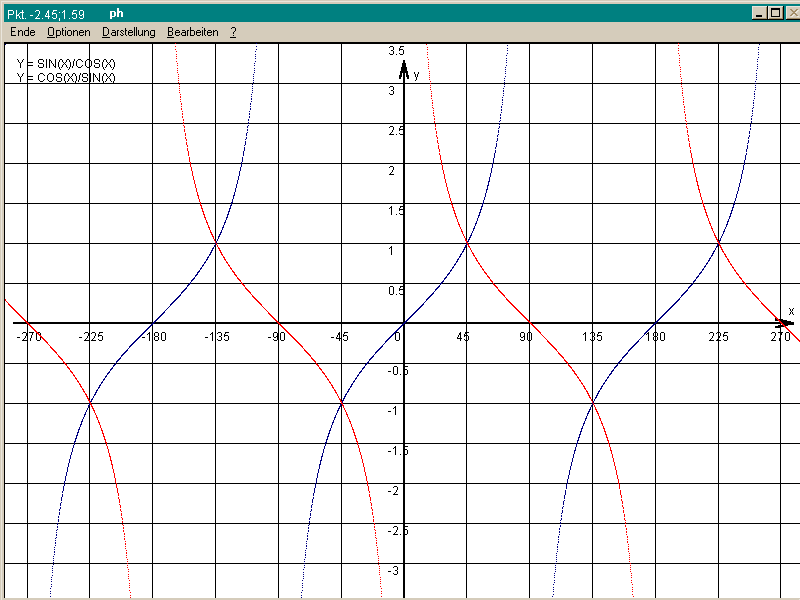 Pkt. -2.45;1.59 ph
Ende Optionen Darstellung Bearbeiten ?
Y = SIN(X)/COS(X)
Y = COS(X)/SIN(X)
3.5
y
3
2.5
2
1.5
1
0.5
x
-270 -225 -180 -135 -90 -45 0 45 90 135 180 225 270
-0.5
-1
-1.5
-2
-2.5
-3